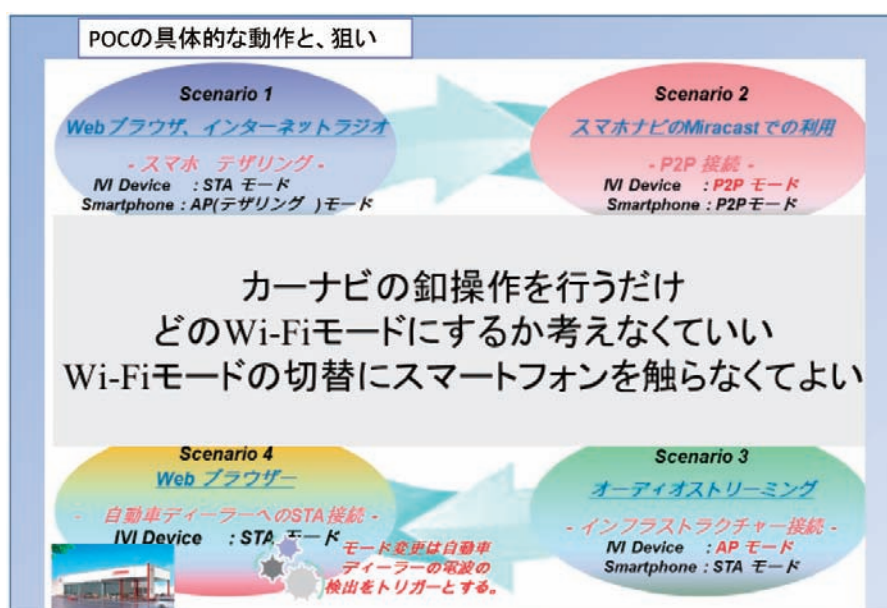 POCの具体的な動作と、狙い
Scenario 1
Webブラウザ、インターネットラジオ
- スマホ テザリング -
IVI Device : STA モード
Smartphone : AP(テザリング )モード
Scenario 2
スマホナビのMiracastでの利用
- P2P 接続 -
IVI Device : P2P モード
Smartphone : P2Pモード
カーナビの釦操作を行うだけ
どのWi-Fiモードにするか考えなくていい
Wi-Fiモードの切替にスマートフォンを触らなくてよい
Scenario 4
Web ブラウザー
- 自動車ディーラーへのSTA接続 -
IVI Device : STA モード
モード変更は自動車
ディーラーの電波の
検出をトリガーとする。
Scenario 3
オーディオストリーミング
- インフラストラクチャー接続 -
IVI Device : AP モード
Smartphone : STA モード